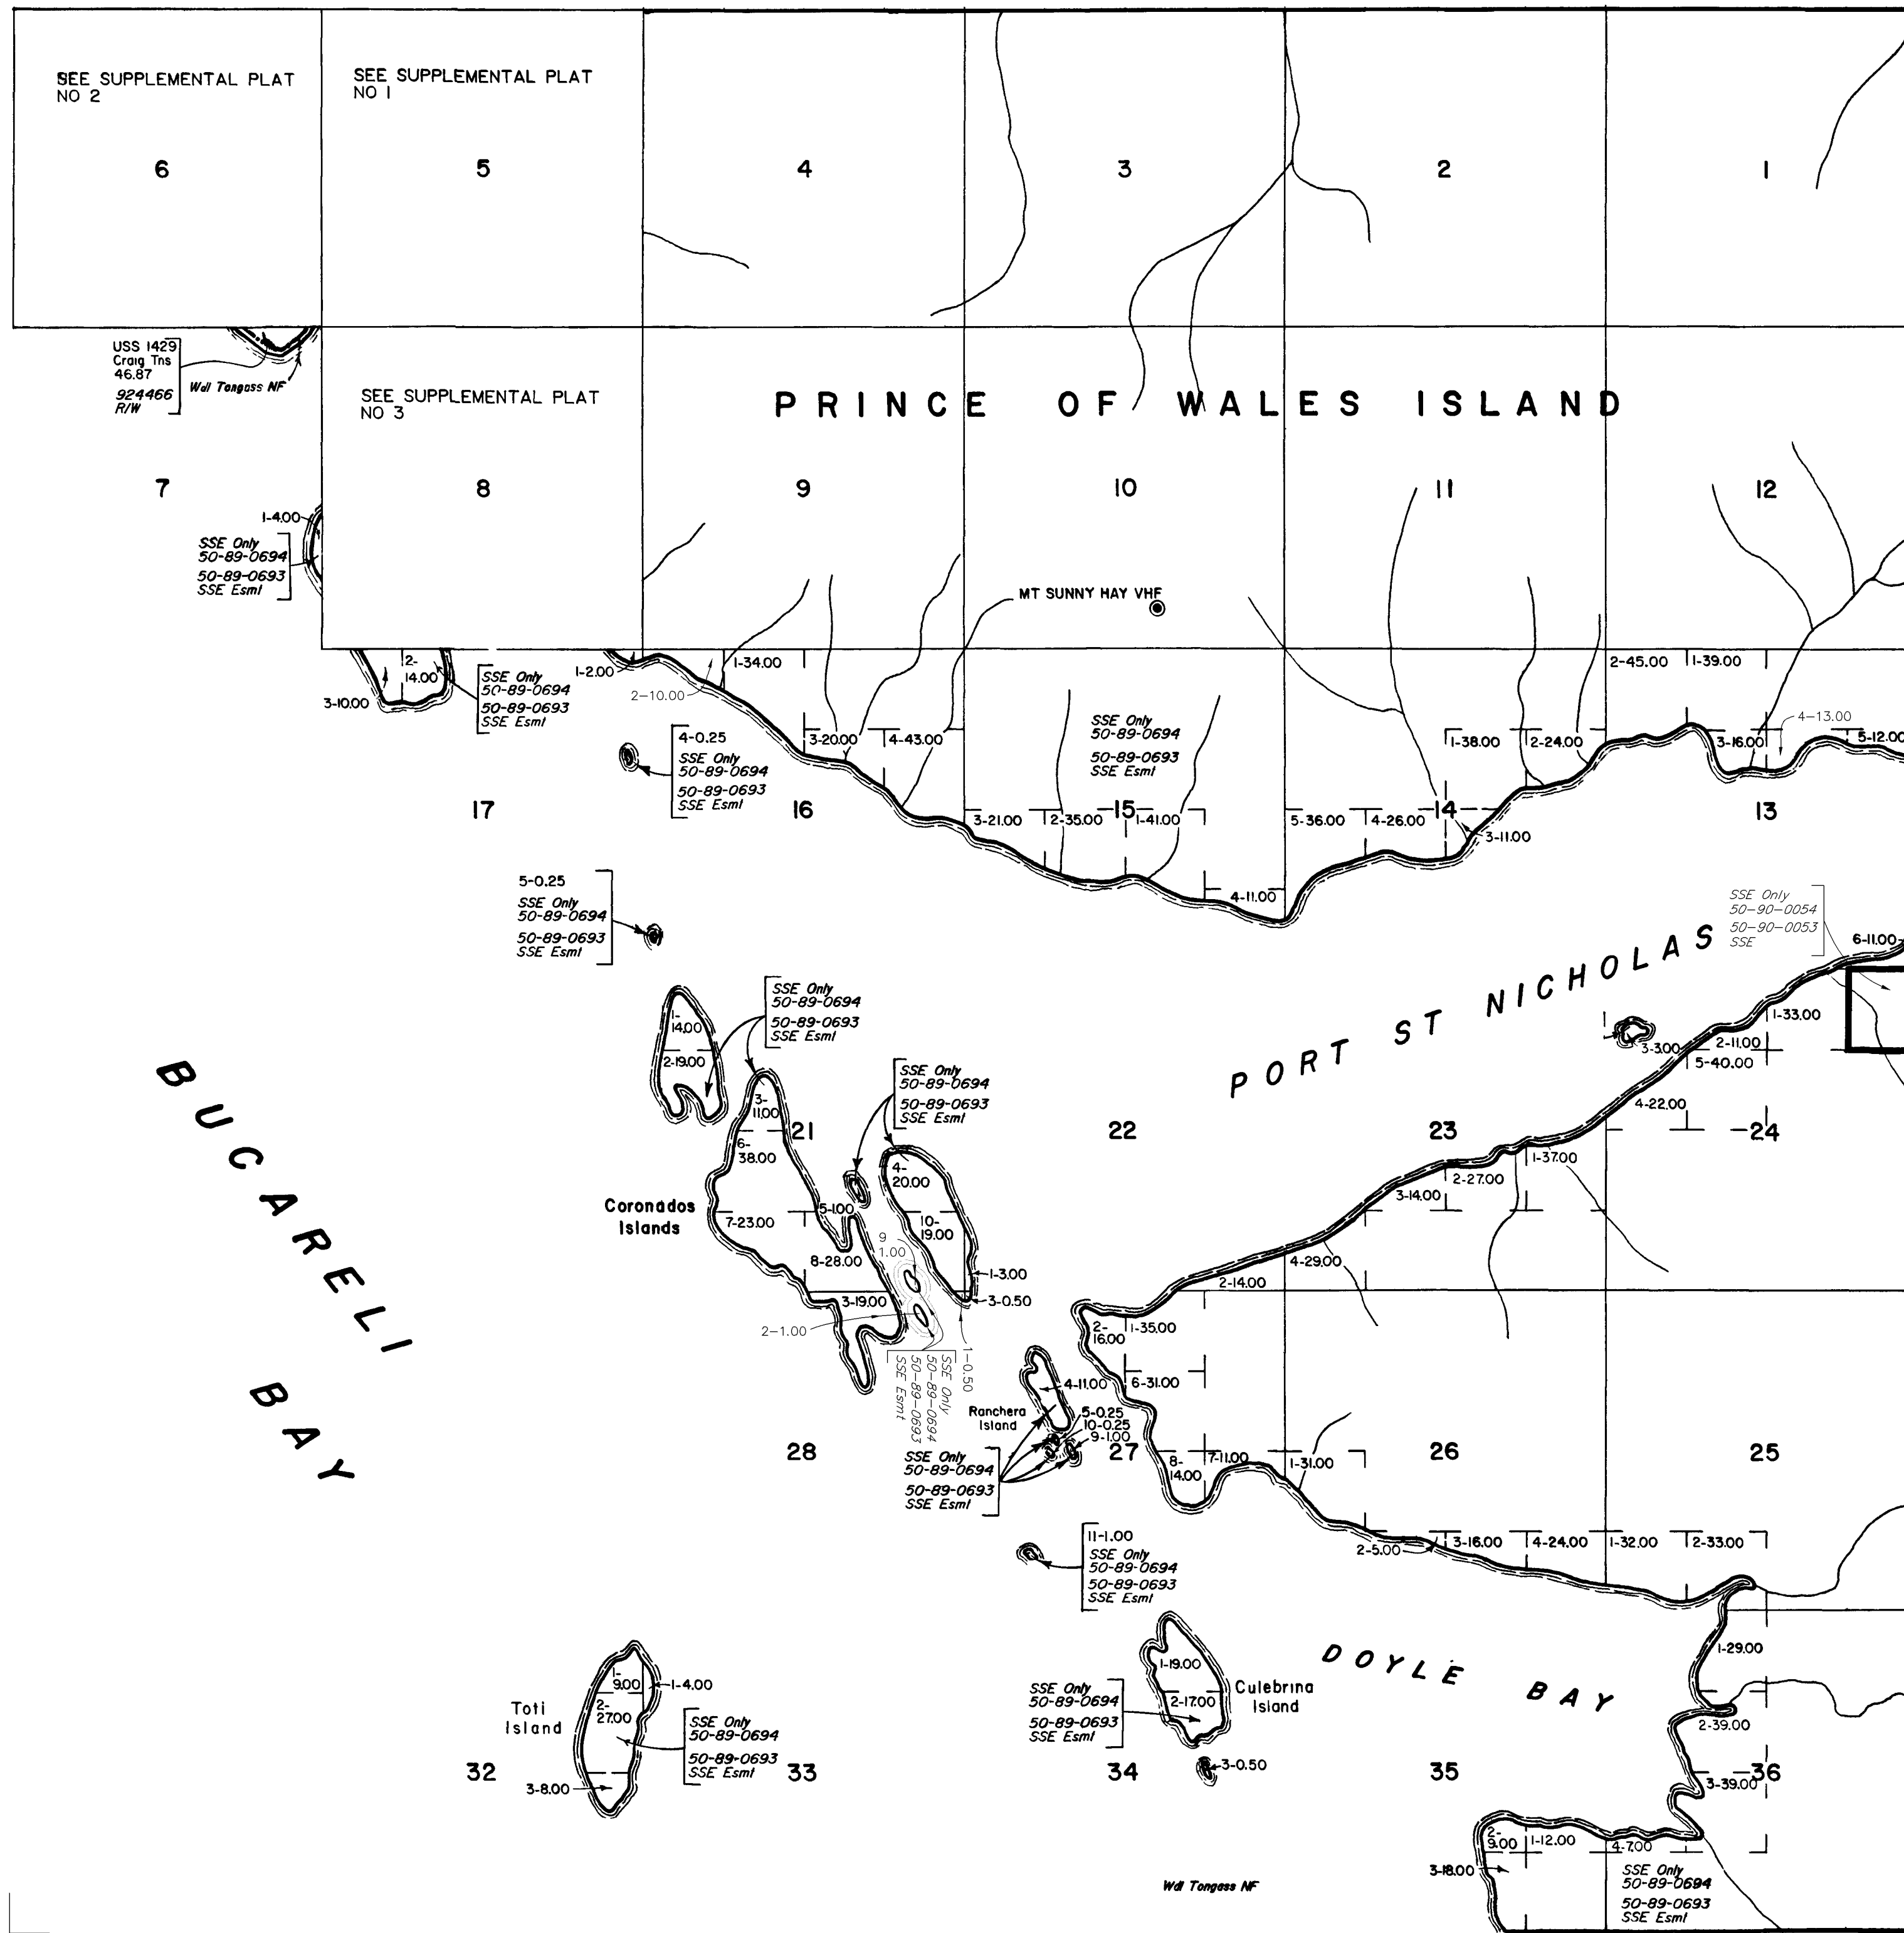 SEE SUPPLEMENTAL PLAT
NO 2
SEE SUPPLEMENTAL PLAT
NO 1
6
5
4
3
2
1
USS 1429
Craig Tns
46.87
924466
R/W
Wdl Tongass NF
SEE SUPPLEMENTAL PLAT
NO 3
PRINCE OF WALES ISLAND
7
8
9
10
11
12
1-4.00
SSE Only
50-89-0694
50-89-0693
SSE Esmt
MT SUNNY HAY VHF
3-10.00
2-
14.00
SSE Only
50-89-0694
50-89-0693
SSE Esmt
1-2.00
2-10.00
1-34.00
2-45.00
1-39.00
4-0.25
SSE Only
50-89-0694
50-89-0693
SSE Esmt
3-20.00
4-43.00
SSE Only
50-89-0694
50-89-0693
SSE Esmt
1-38.00
2-24.00
3-16.00
4-13.00
5-12.00
17
16
15
14
13
3-21.00
2-35.00
1-41.00
5-36.00
4-26.00
3-11.00
4-11.00
5-0.25
SSE Only
50-89-0694
50-89-0693
SSE Esmt
SSE Only
50-90-0054
50-90-0053
SSE
6-11.00
PORT ST NICHOLAS
1-
14.00
2-19.00
SSE Only
50-89-0694
50-89-0693
SSE Esmt
1
3-3.00
1-33.00
2-11.00
5-40.00
4-22.00
BUCARELI
BAY
3-
11.00
6-
38.00
SSE Only
50-89-0694
50-89-0693
SSE Esmt
21
22
23
24
4-
20.00
Coronados
Islands
7-23.00
5-1.00
10-
19.00
8-28.00
9
1.00
1-3.00
3-0.50
3-19.00
2-1.00
1-0.50
SSE Only
50-89-0694
50-89-0693
SSE Esmt
1-37.00
2-27.00
3-14.00
4-29.00
2-14.00
2-
16.00
1-35.00
6-31.00
4-11.00
Ranchera
Island
5-0.25
10-0.25
9-1.00
SSE Only
50-89-0694
50-89-0693
SSE Esmt
28
27
26
25
8-
14.00
7-11.00
1-31.00
11-1.00
SSE Only
50-89-0694
50-89-0693
SSE Esmt
2-5.00
3-16.00
4-24.00
1-32.00
2-33.00
DOYLE BAY
1-29.00
2-39.00
3-39.00
Toti
Island
1-
9.00
1-4.00
2-
27.00
3-8.00
SSE Only
50-89-0694
50-89-0693
SSE Esmt
1-19.00
2-17.00
Culebrina
Island
SSE Only
50-89-0694
50-89-0693
SSE Esmt
3-0.50
32
33
34
35
36
2-
9.00
1-12.00
4-7.00
3-18.00
SSE Only
50-89-0694
50-89-0693
SSE Esmt
Wdl Tongass NF